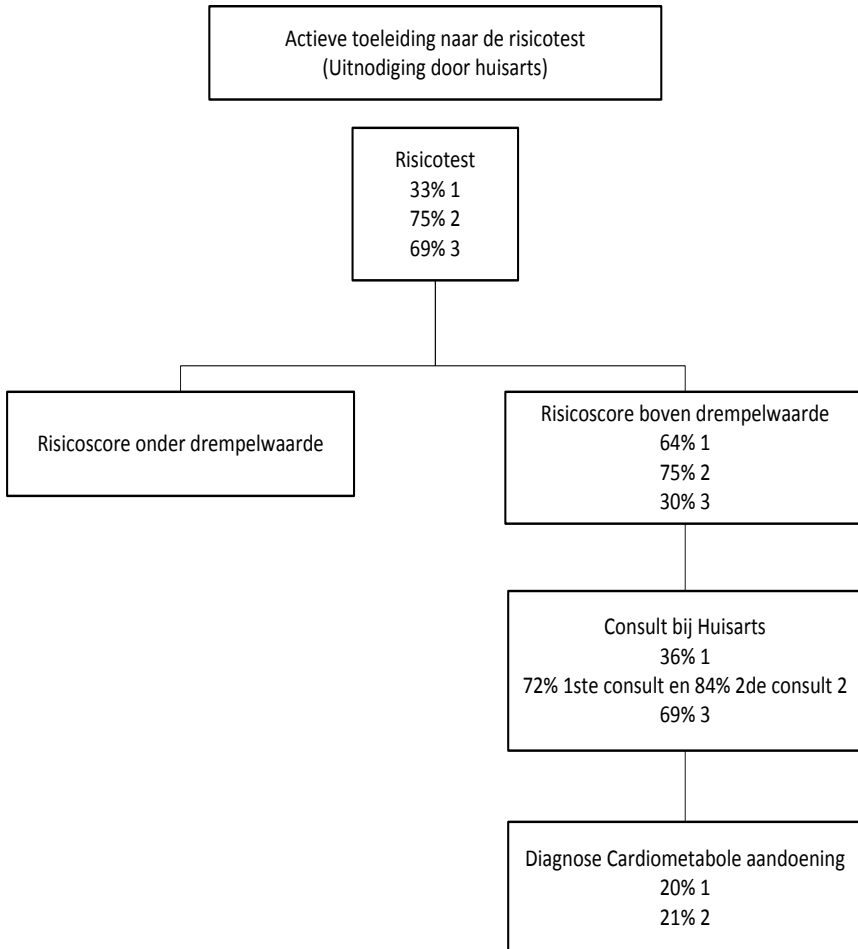 Actieve toeleiding naar de risicotest
(Uitnodiging door huisarts)
Risicotest
33% 1
75% 2
69% 3
Risicoscore onder drempelwaarde
Risicoscore boven drempelwaarde
64% 1
75% 2
30% 3
Consult bij Huisarts
36% 1
72% 1ste consult en 84% 2de consult 2
69% 3
Diagnose Cardiometabole aandoening
20% 1
21% 2